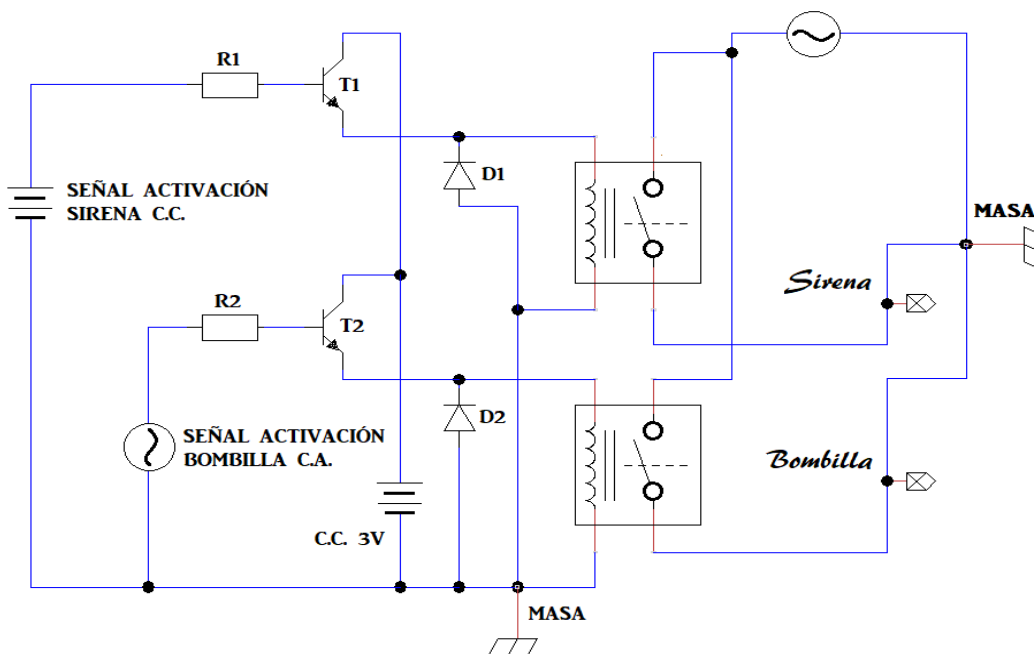 R1
T1
D1
SEÑAL ACTIVACIÓN
SIRENA C.C.
MASA
Sirena
R2
T2
D2
SEÑAL ACTIVACIÓN
BOMBILLA C.A.
Bombilla
C.C. 3V
MASA